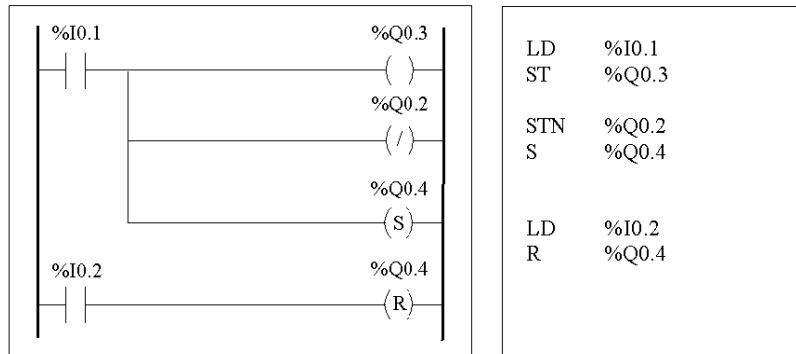 %I0.1 %Q0.3
( )
%Q0.2
(/)
%Q0.4
(S)
%I0.2 %Q0.4
(R)
LD %I0.1
ST %Q0.3
STN %Q0.2
S %Q0.4
LD %I0.2
R %Q0.4